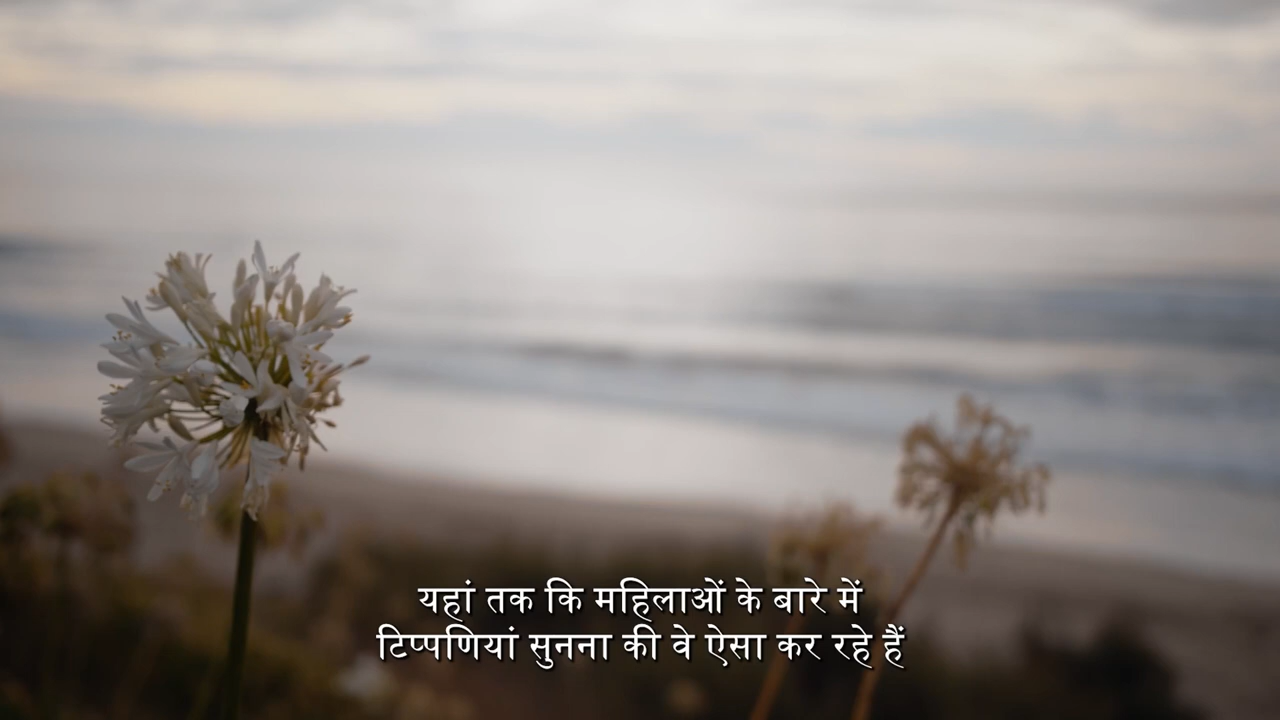 यहां तक कि महिलाओं के बारे में
टिप्पणियां सुनना की वे ऐसा कर रहे हैं